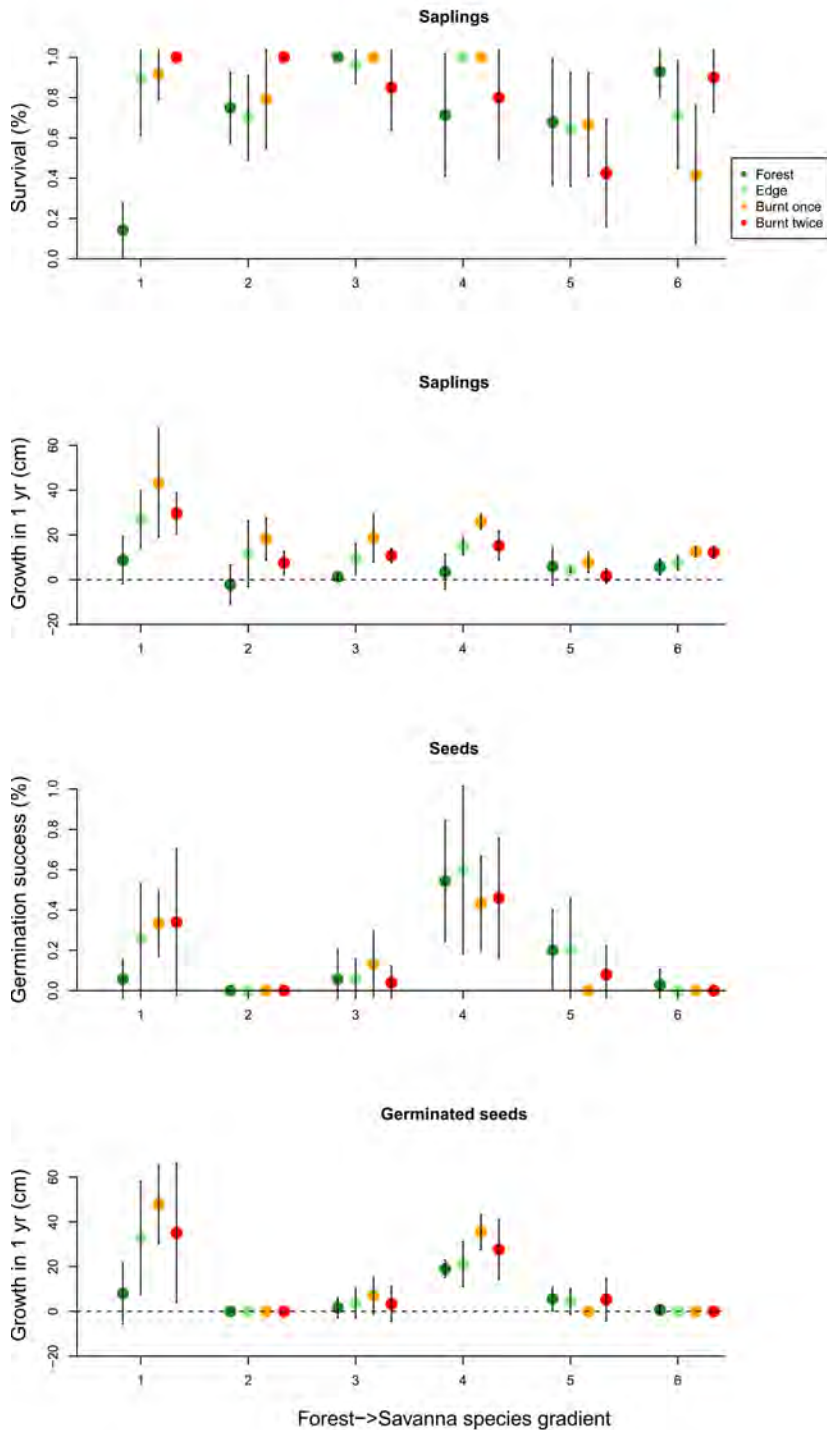 Saplings
Survival (%)
1.0
0.8
0.6
0.4
0.2
0.0
1 2 3 4 5 6
Forest
Edge
Burnt once
Burnt twice
Saplings
Growth in 1 yr (cm)
60
40
20
0
−20
1 2 3 4 5 6
Seeds
Germination success (%)
1.0
0.8
0.6
0.4
0.2
0.0
1 2 3 4 5 6
Germinated seeds
Growth in 1 yr (cm)
60
40
20
0
−20
1 2 3 4 5 6
Forest−>Savanna species gradient